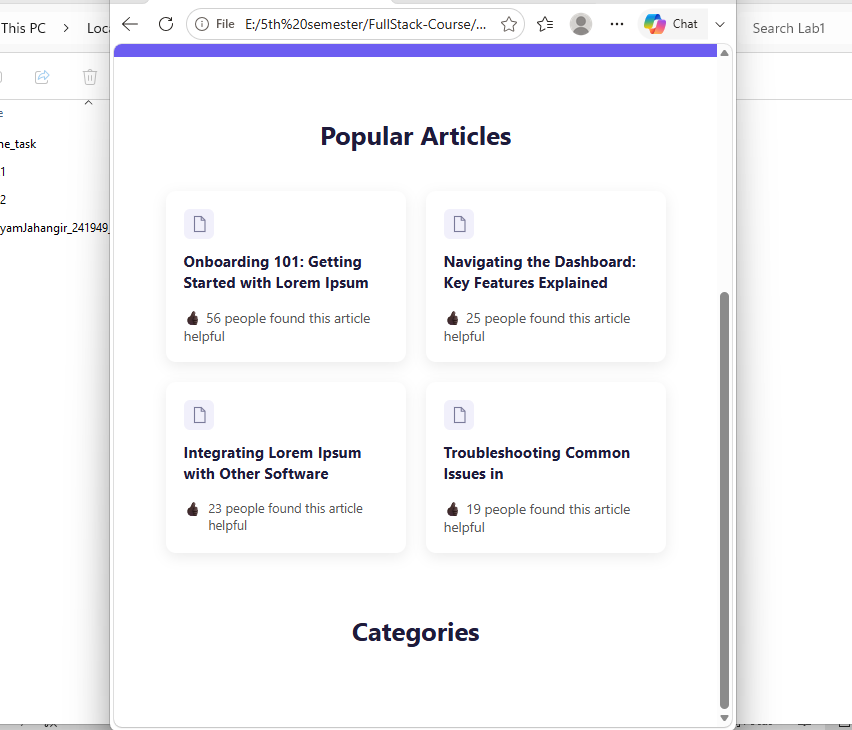 This PC
File
E:/5th%20semester/FullStack-Course/...
Chat
Search Lab1
Popular Articles
Onboarding 101: Getting
Started with Lorem Ipsum
56 people found this article
helpful
Navigating the Dashboard:
Key Features Explained
25 people found this article
helpful
Integrating Lorem Ipsum
with Other Software
23 people found this article
helpful
Troubleshooting Common
Issues in
19 people found this article
helpful
Categories
1
2
yamJahangir_241949_